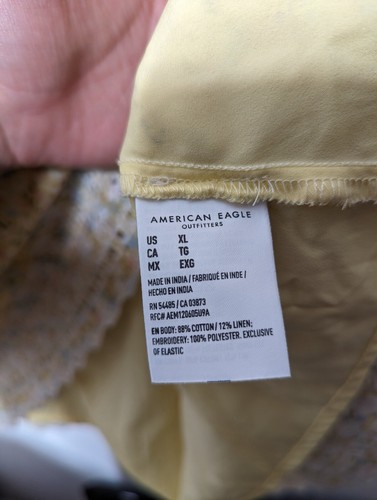 AMERICAN EAGLE
OUTFITTERS
US XL
CA TG
MX EXG
MADE IN INDIA / FABRIQUÉ EN INDE /
HECHO EN INDIA
RN 54485 / CA 03873
RFC# AEM120605U9A
EN BODY: 88% COTTON / 12% LINEN;
EMBROIDERY: 100% POLYESTER. EXCLUSIVE
OF ELASTIC